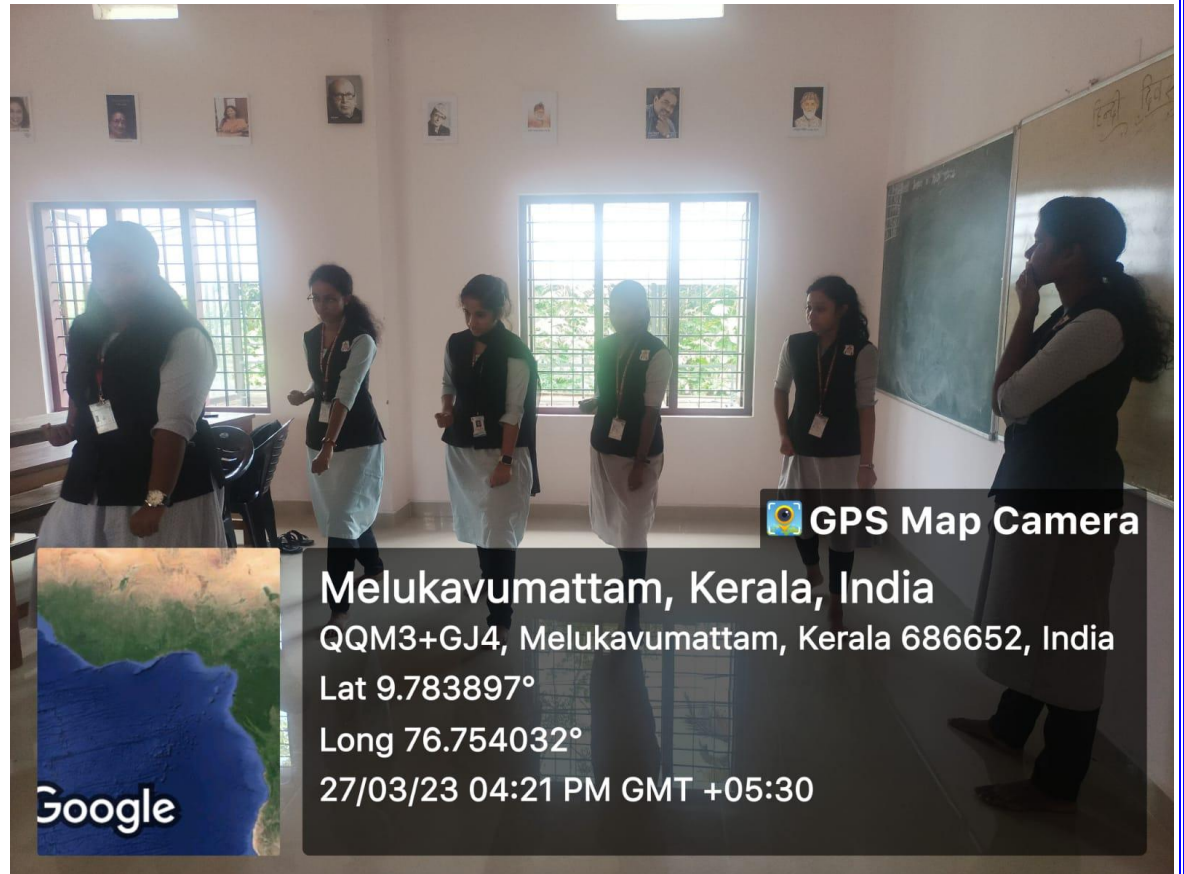 हिन्दी दिवस
GPS Map Camera
Melukavumattam, Kerala, India
QQM3+GJ4, Melukavumattam, Kerala 686652, India
Lat 9.783897°
Long 76.754032°
27/03/23 04:21 PM GMT +05:30
Google